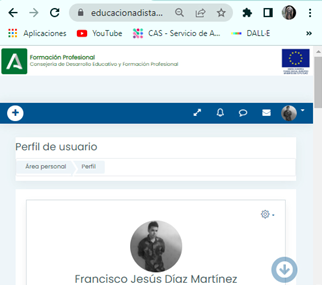 educacionadista...
Aplicaciones YouTube CAS - Servicio de A... DALL·E
Formación Profesional
Consejería de Desarrollo Educativo y Formación Profesional
Perfil de usuario
Área personal Perfil
Francisco Jesús Díaz Martínez